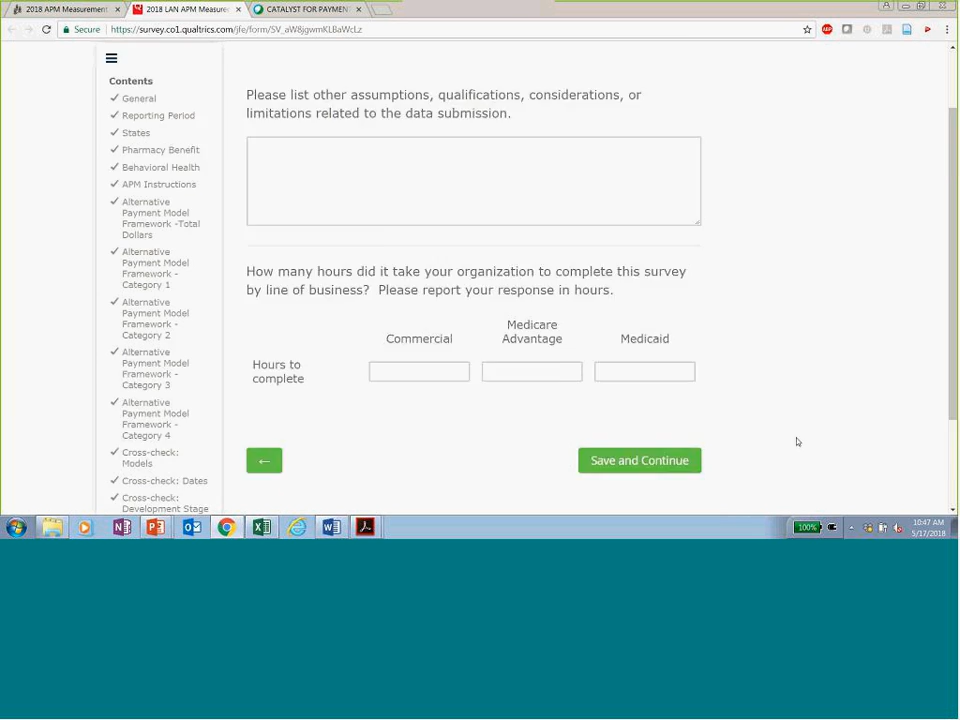 2018 APM Measurement
2018 LAN APM Measure
CATALYST FOR PAYMEN
Secure
https://survey.co1.qualtrics.com/jfe/form/SV_aW8jgwmKLBaWcLz
Contents
General
Reporting Period
States
Pharmacy Benefit
Behavioral Health
APM Instructions
Alternative
Payment Model
Framework -Total
Dollars
Alternative
Payment Model
Framework -
Category 1
Alternative
Payment Model
Framework -
Category 2
Alternative
Payment Model
Framework -
Category 3
Alternative
Payment Model
Framework -
Category 4
Cross-check:
Models
Cross-check: Dates
Cross-check:
Development Stage
Please list other assumptions, qualifications, considerations, or
limitations related to the data submission.
How many hours did it take your organization to complete this survey
by line of business? Please report your response in hours.
Commercial
Medicare
Advantage
Medicaid
Hours to
complete
←
Save and Continue
100%
10:47 AM
5/17/2018